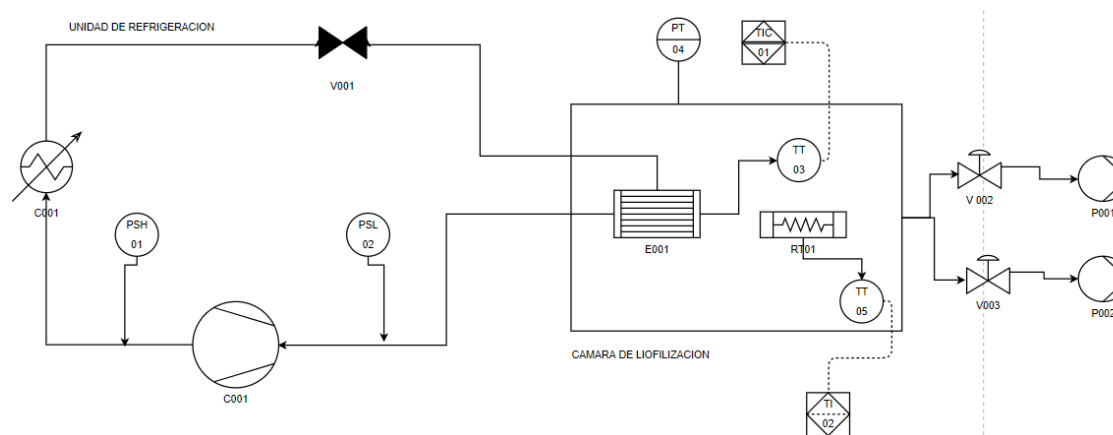 UNIDAD DE REFRIGERACION
V001
PT
04
TIC
01
C001
PSH
01
PSL
02
C001
TT
03
E001
RT01
TT
05
CAMARA DE LIOFILIZACION
TI
02
V 002
P001
V003
P002